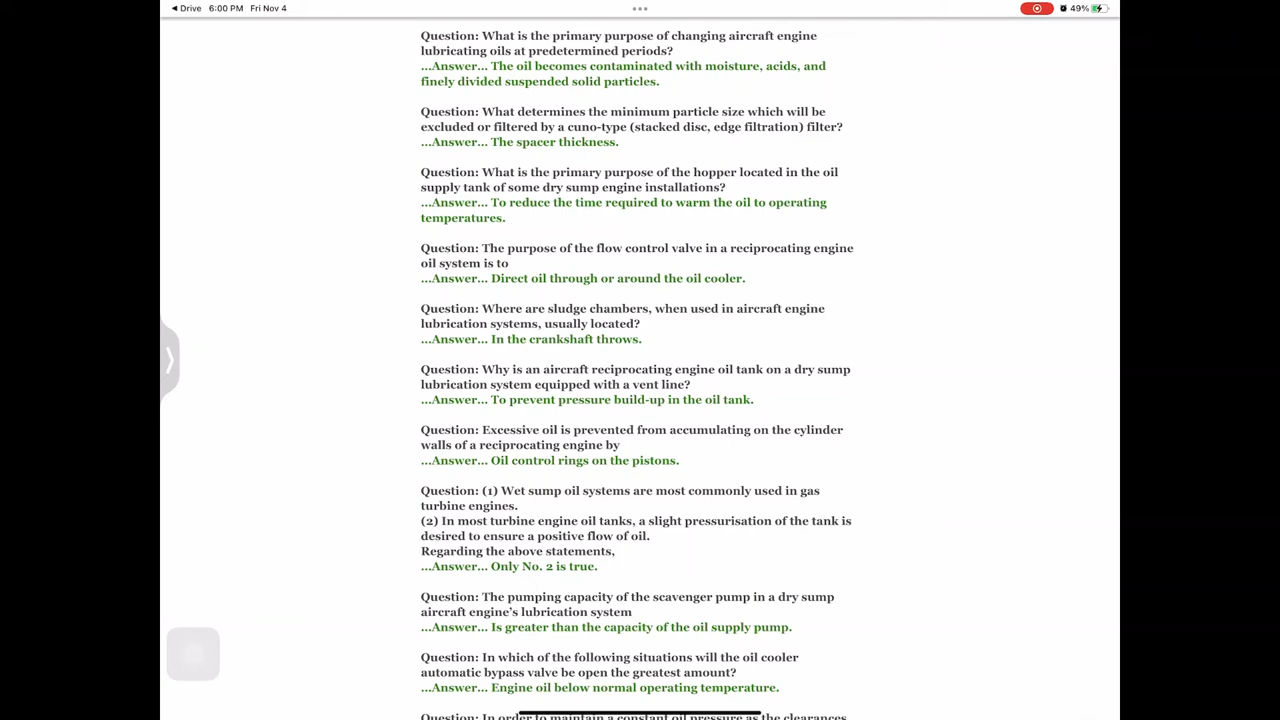 Drive 6:00 PM Fri Nov 4
49%
Question: What is the primary purpose of changing aircraft engine
lubricating oils at predetermined periods?
...Answer... The oil becomes contaminated with moisture, acids, and
finely divided suspended solid particles.
Question: What determines the minimum particle size which will be
excluded or filtered by a cuno-type (stacked disc, edge filtration) filter?
...Answer... The spacer thickness.
Question: What is the primary purpose of the hopper located in the oil
supply tank of some dry sump engine installations?
...Answer... To reduce the time required to warm the oil to operating
temperatures.
Question: The purpose of the flow control valve in a reciprocating engine
oil system is to
...Answer... Direct oil through or around the oil cooler.
Question: Where are sludge chambers, when used in aircraft engine
lubrication systems, usually located?
...Answer... In the crankshaft throws.
Question: Why is an aircraft reciprocating engine oil tank on a dry sump
lubrication system equipped with a vent line?
...Answer... To prevent pressure build-up in the oil tank.
Question: Excessive oil is prevented from accumulating on the cylinder
walls of a reciprocating engine by
...Answer... Oil control rings on the pistons.
Question: (1) Wet sump oil systems are most commonly used in gas
turbine engines.
(2) In most turbine engine oil tanks, a slight pressurisation of the tank is
desired to ensure a positive flow of oil.
Regarding the above statements,
...Answer... Only No. 2 is true.
Question: The pumping capacity of the scavenger pump in a dry sump
aircraft engine's lubrication system
...Answer... Is greater than the capacity of the oil supply pump.
Question: In which of the following situations will the oil cooler
automatic bypass valve be open the greatest amount?
...Answer... Engine oil below normal operating temperature.
Question: In order to maintain a constant oil pressure as the clearances